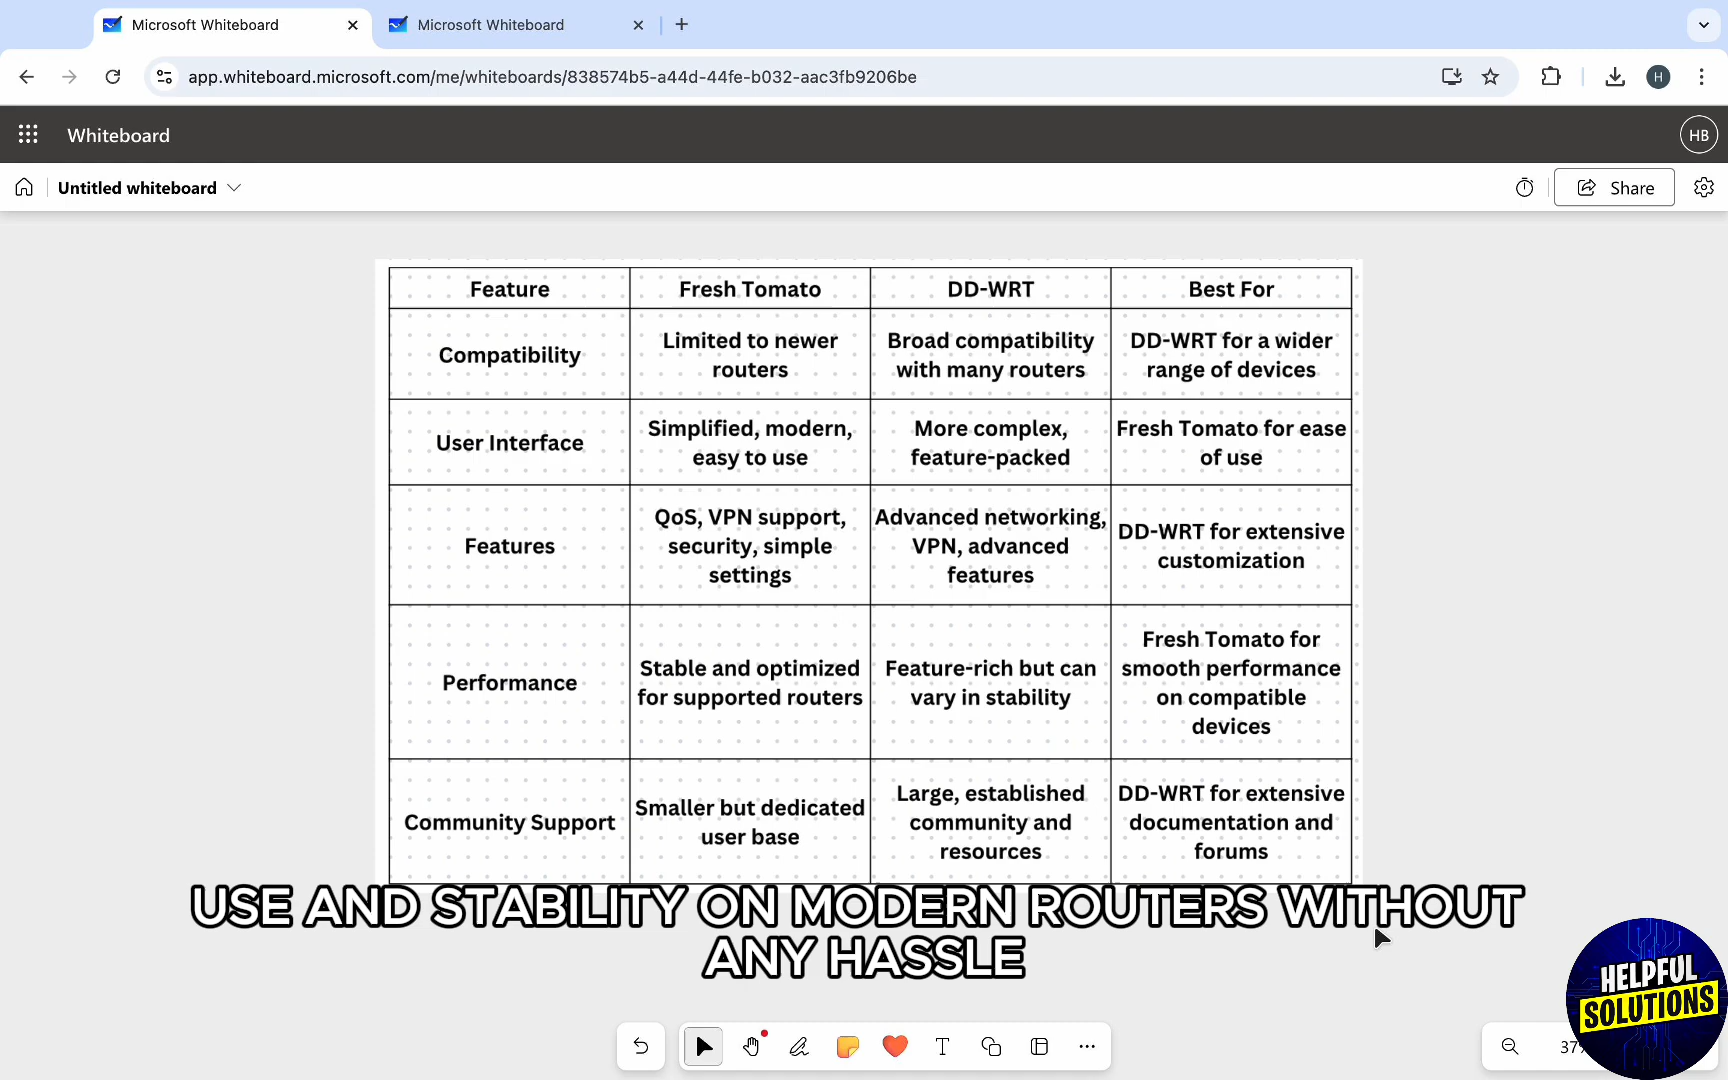 Microsoft Whiteboard
Microsoft Whiteboard
app.whiteboard.microsoft.com/me/whiteboards/838574b5-a44d-44fe-b032-aac3fb9206be
H
Whiteboard
HB
Untitled whiteboard
Share
Feature
Fresh Tomato
DD-WRT
Best For
Compatibility
Limited to newer
routers
Broad compatibility
with many routers
DD-WRT for a wider
range of devices
User Interface
Simplified, modern,
easy to use
More complex,
feature-packed
Fresh Tomato for ease
of use
Features
QoS, VPN support,
security, simple
settings
Advanced networking,
VPN, advanced
features
DD-WRT for extensive
customization
Performance
Stable and optimized
for supported routers
Feature-rich but can
vary in stability
Fresh Tomato for
smooth performance
on compatible
devices
Community Support
Smaller but dedicated
user base
Large, established
community and
resources
DD-WRT for extensive
documentation and
forums
USE AND STABILITY ON MODERN ROUTERS WITHOUT
ANY HASSLE
HELPFUL
SOLUTIONS
37%